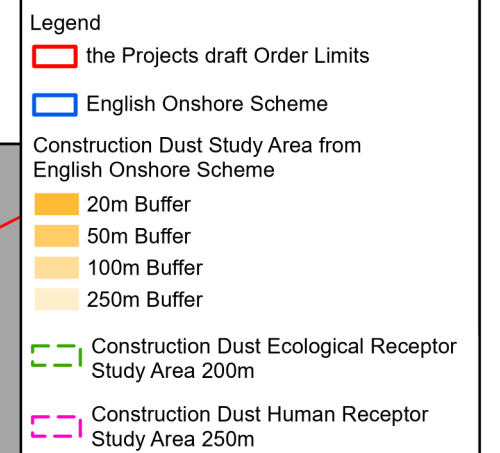 Legend
the Projects draft Order Limits
English Onshore Scheme
Construction Dust Study Area from
English Onshore Scheme
20m Buffer
50m Buffer
100m Buffer
250m Buffer
Construction Dust Ecological Receptor
Study Area 200m
Construction Dust Human Receptor
Study Area 250m